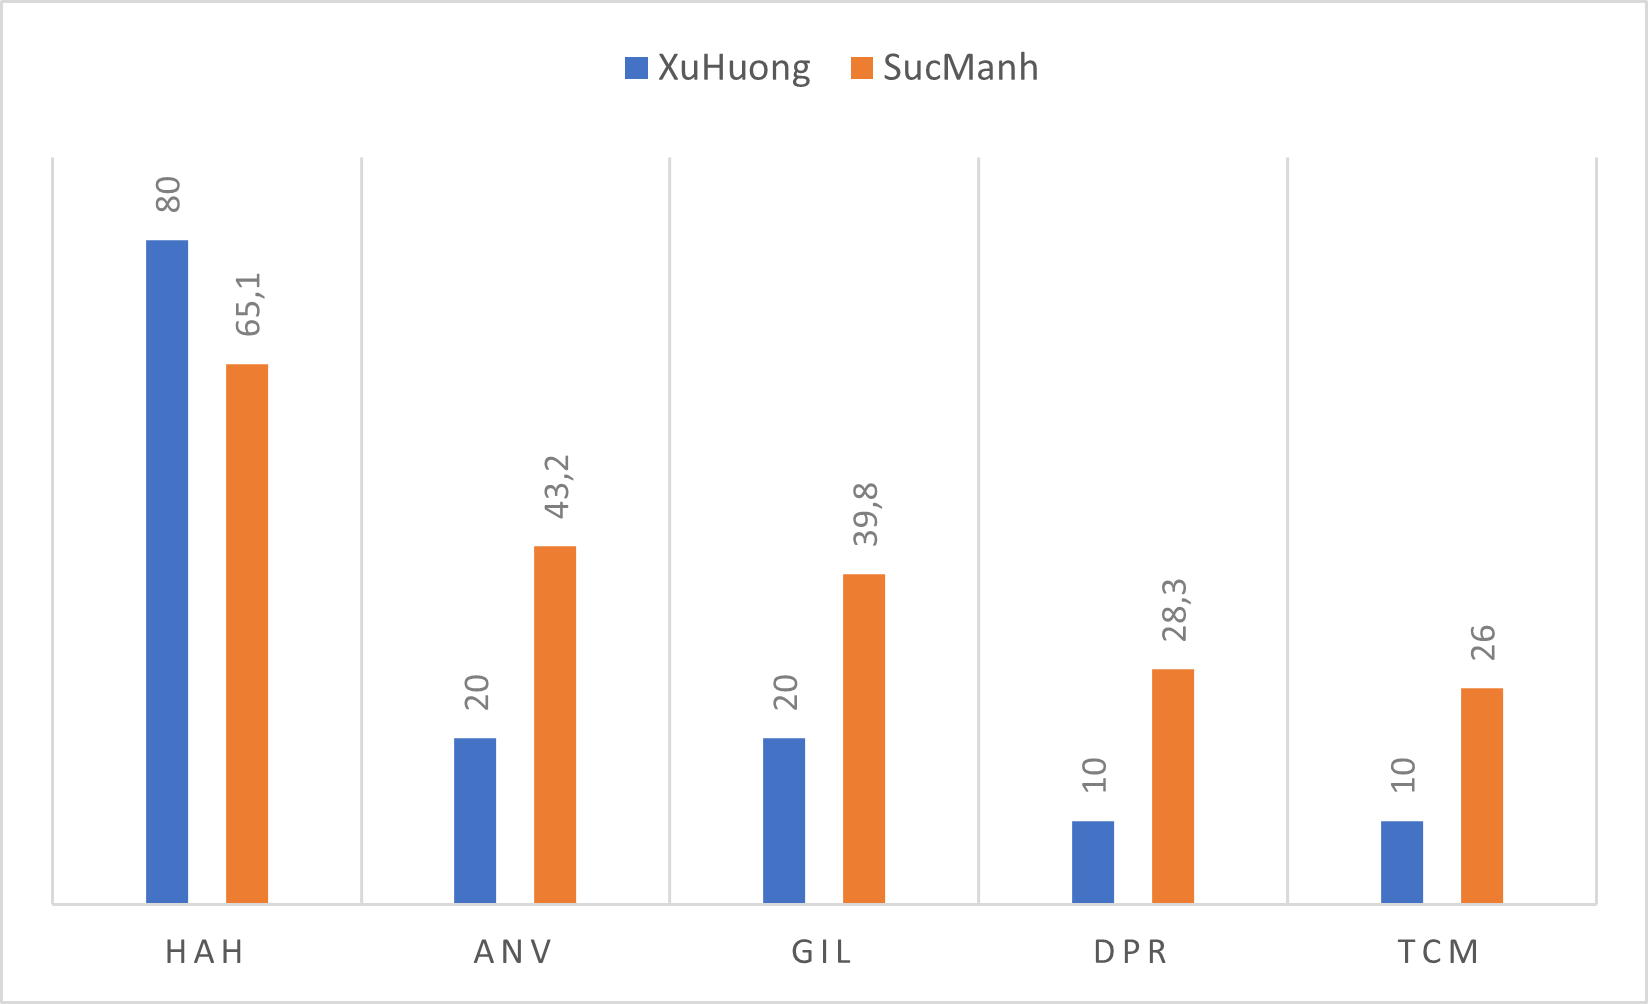 XuHuong SucManh
80 65,1 20 43,2 20 39,8 10 28,3 10 26
HAH ANV GIL DPR TCM